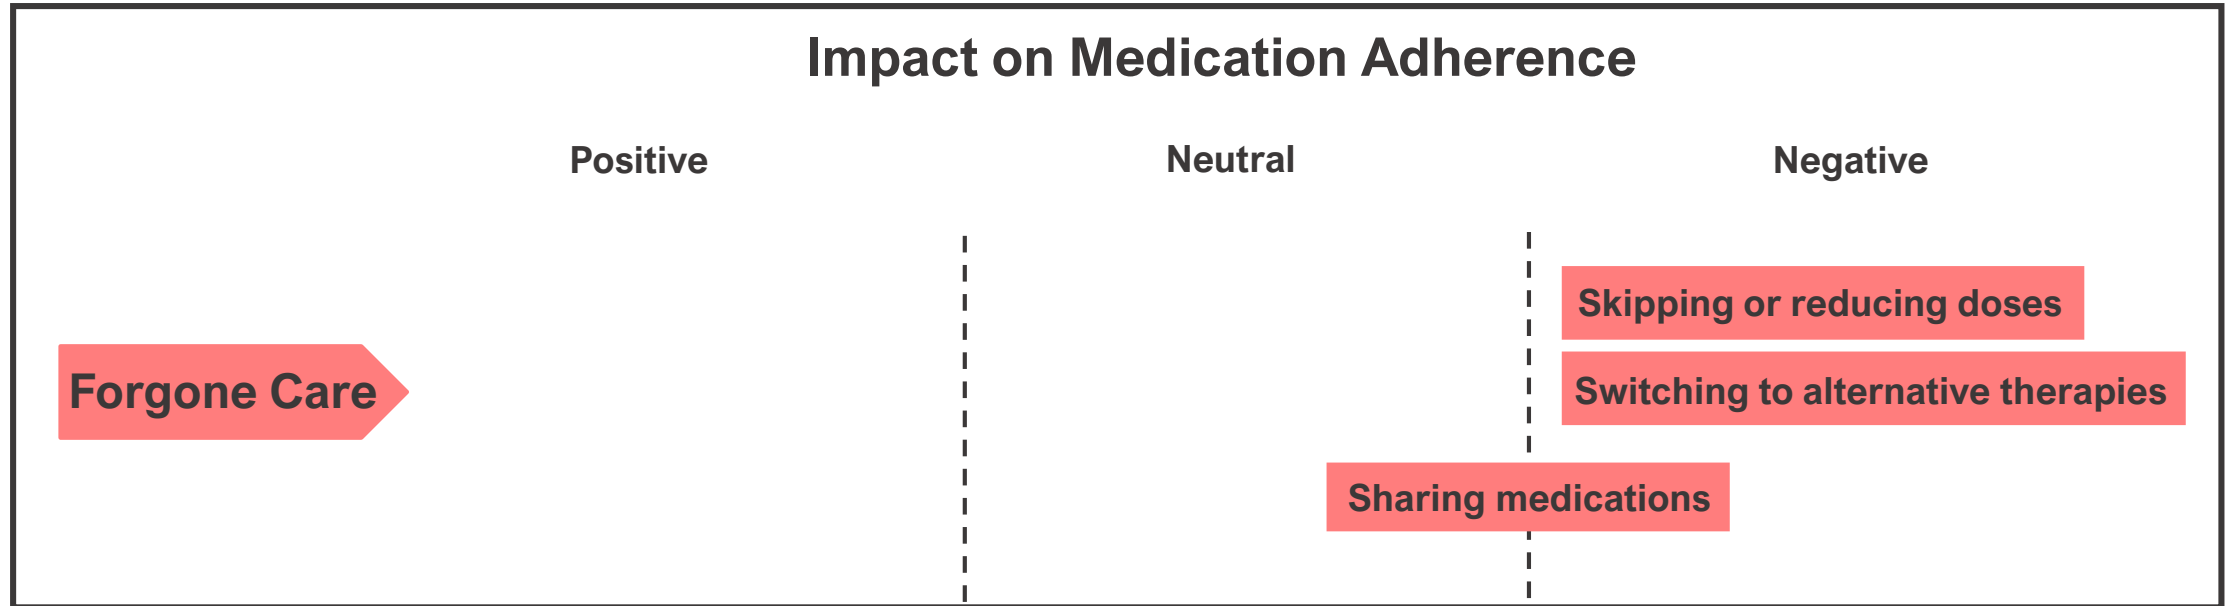 Impact on Medication Adherence
Positive
Neutral
Negative
Skipping or reducing doses
Forgone Care
Switching to alternative therapies
Sharing medications